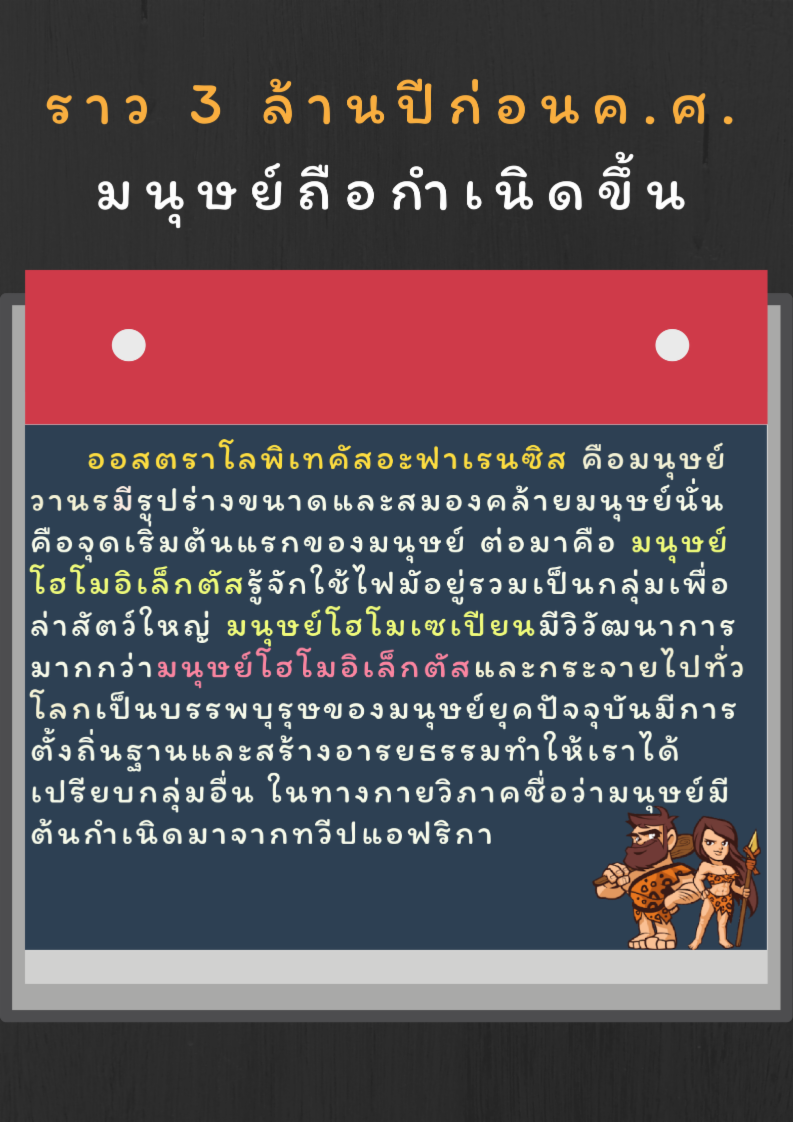 ราว 3 ล้านปีก่อนค.ศ.
มนุษย์ถือกำเนิดขึ้น
ออสตราโลพิเทคัสอะฟาเรนซิส คือมนุษย์
วานรมีรูปร่างขนาดและสมองคล้ายมนุษย์นั่น
คือจุดเริ่มต้นแรกของมนุษย์ ต่อมาคือ มนุษย์
โฮโมอิเล็กตัสรู้จักใช้ไฟมัอยู่รวมเป็นกลุ่มเพื่อ
ล่าสัตว์ใหญ่ มนุษย์โฮโมเซเปียนมีวิวัฒนาการ
มากกว่ามนุษย์โฮโมอิเล็กตัสและกระจายไปทั่ว
โลกเป็นบรรพบุรุษของมนุษย์ยุคปัจจุบันมีการ
ตั้งถิ่นฐานและสร้างอารยธรรมทำให้เราได้
เปรียบกลุ่มอื่น ในทางกายวิภาคชื่อว่ามนุษย์มี
ต้นกำเนิดมาจากทวีปแอฟริกา